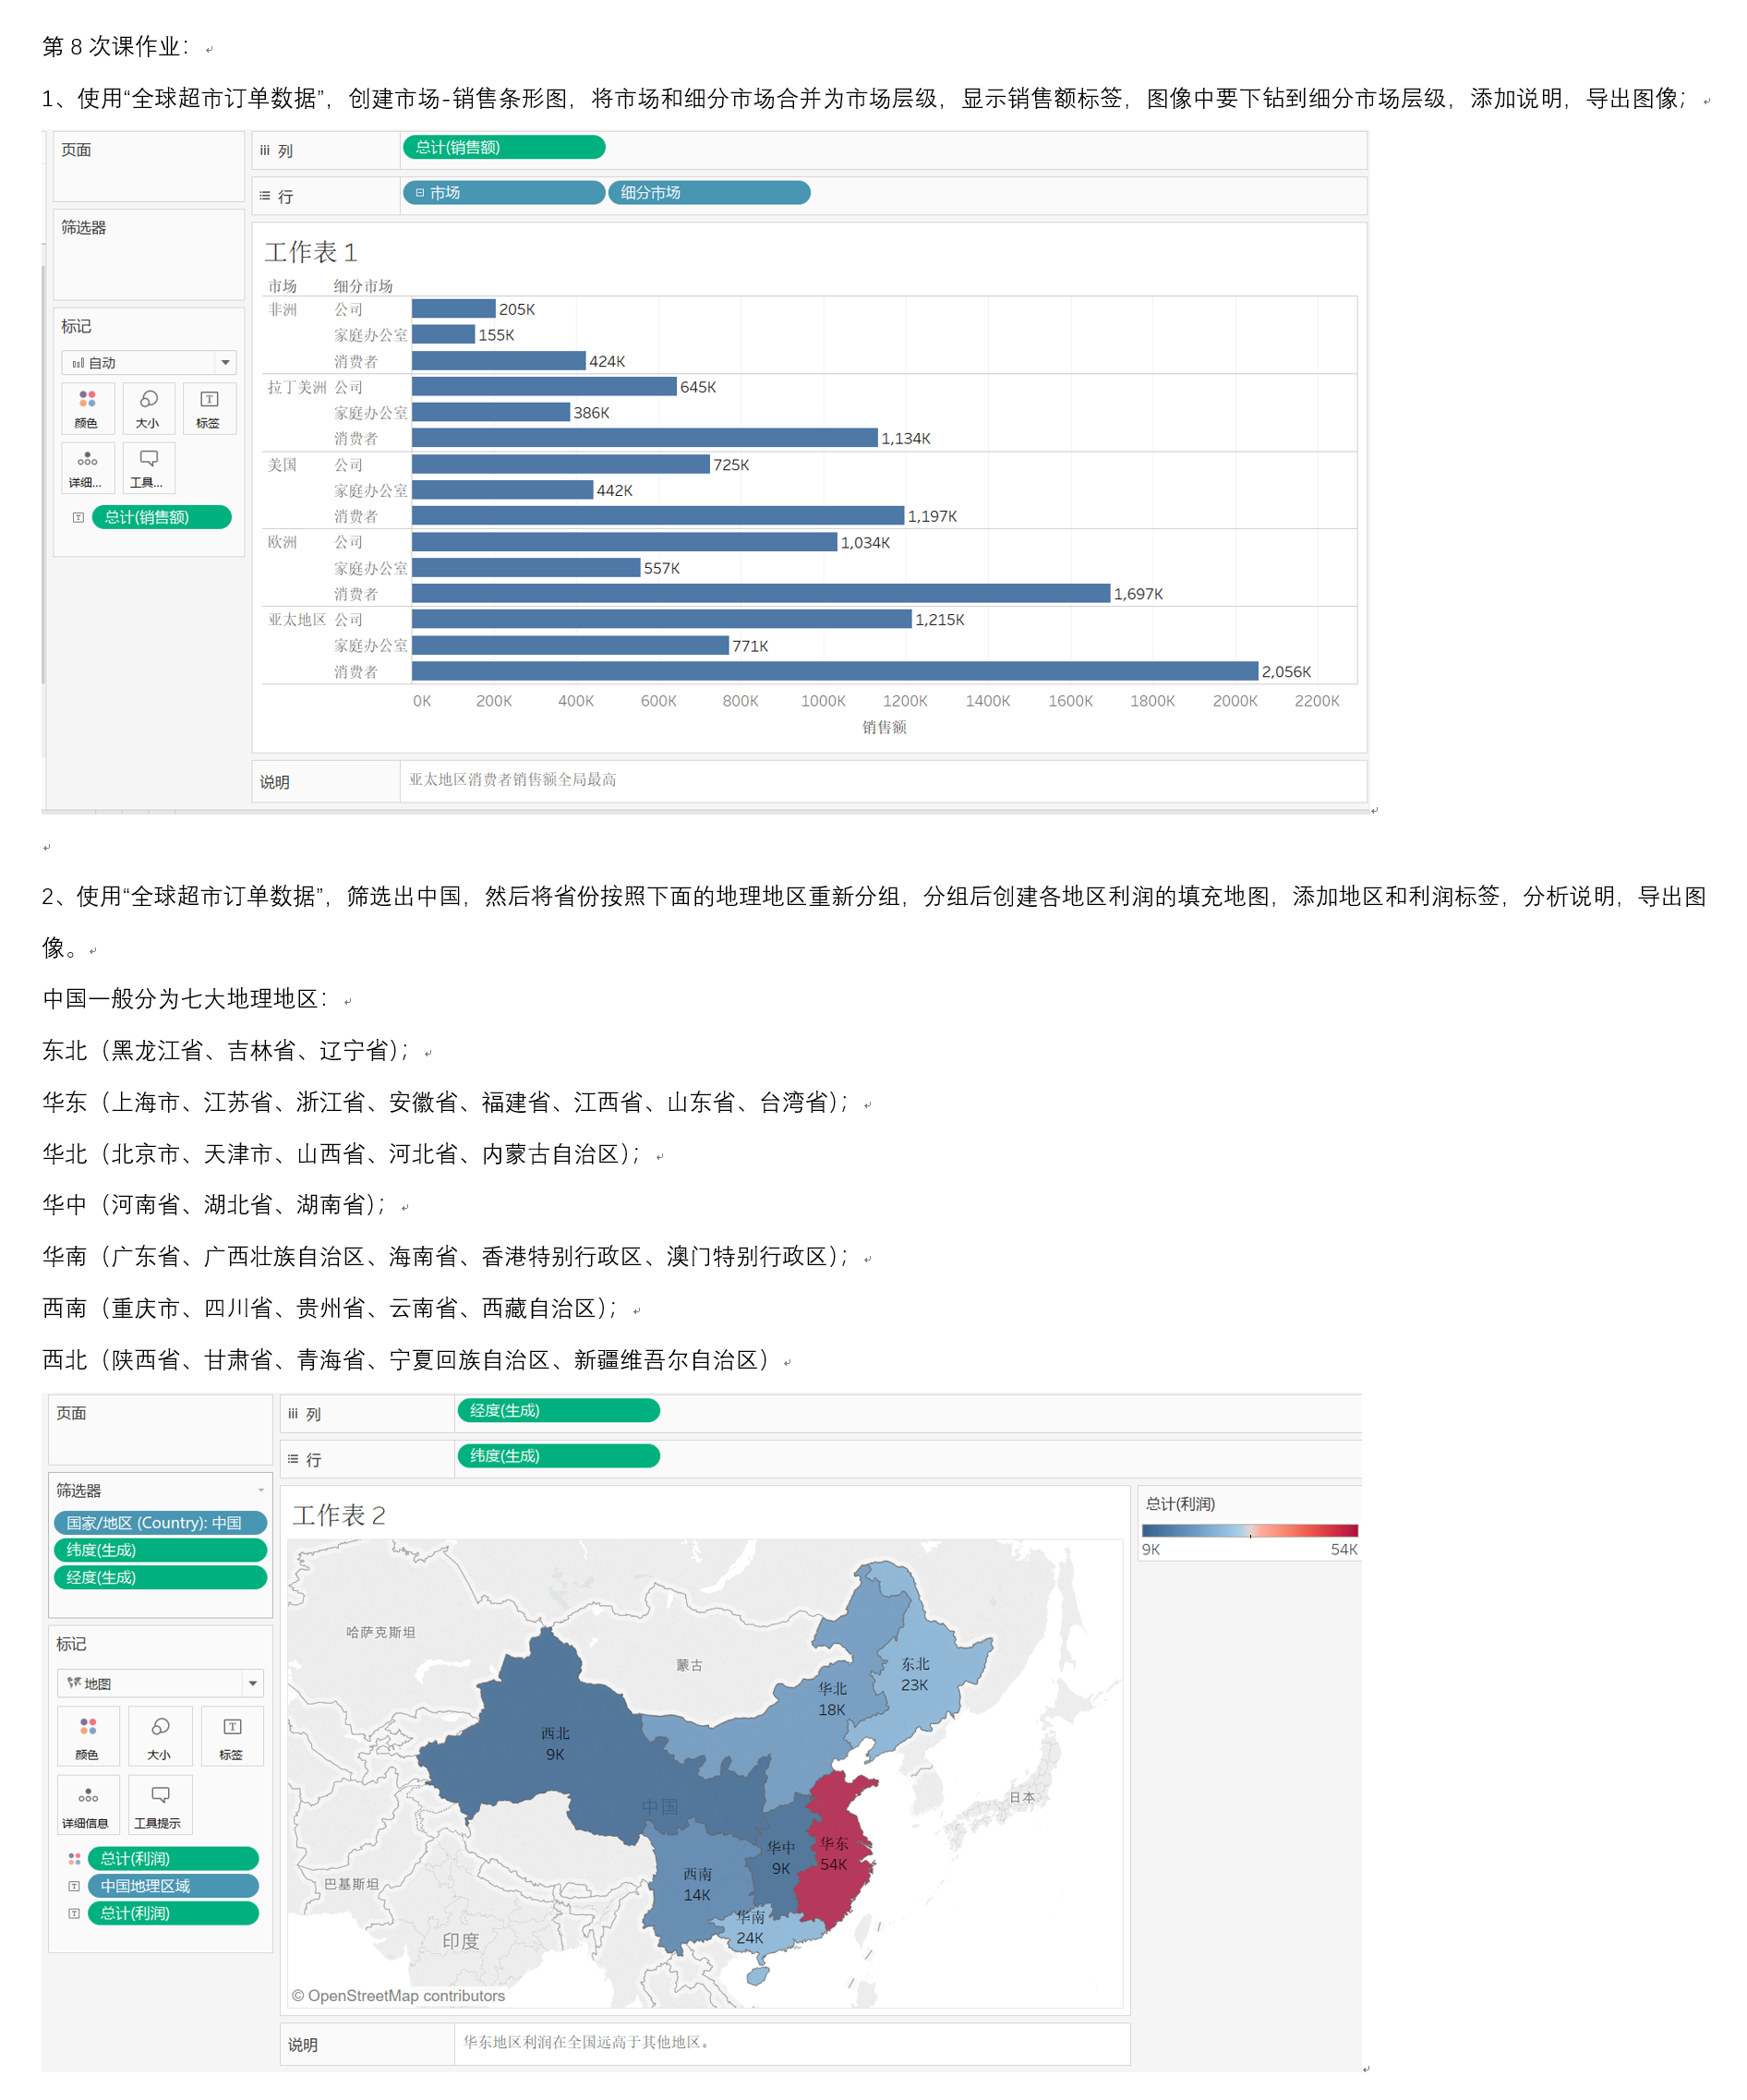 第 8 次课作业：
1、使用“全球超市订单数据”，创建市场-销售条形图，将市场和细分市场合并为市场层级，显示销售额标签，图像中要下钻到细分市场层级，添加说明，导出图像；
页面
筛选器
标记
自动
颜色 大小 标签
详细... 工具...
总计(销售额)
列 总计(销售额)
行 市场 细分市场
工作表 1
市场 细分市场
非洲 公司 205K
家庭办公室 155K
消费者 424K
拉丁美洲 公司 645K
家庭办公室 386K
消费者 1,134K
美国 公司 725K
家庭办公室 442K
消费者 1,197K
欧洲 公司 1,034K
家庭办公室 557K
消费者 1,697K
亚太地区 公司 1,215K
家庭办公室 771K
消费者 2,056K
0K 200K 400K 600K 800K 1000K 1200K 1400K 1600K 1800K 2000K 2200K
销售额
说明 亚太地区消费者销售额全局最高
2、使用“全球超市订单数据”，筛选出中国，然后将省份按照下面的地理地区重新分组，分组后创建各地区利润的填充地图，添加地区和利润标签，分析说明，导出图
像。
中国一般分为七大地理地区：
东北（黑龙江省、吉林省、辽宁省）；
华东（上海市、江苏省、浙江省、安徽省、福建省、江西省、山东省、台湾省）；
华北（北京市、天津市、山西省、河北省、内蒙古自治区）；
华中（河南省、湖北省、湖南省）；
华南（广东省、广西壮族自治区、海南省、香港特别行政区、澳门特别行政区）；
西南（重庆市、四川省、贵州省、云南省、西藏自治区）；
西北（陕西省、甘肃省、青海省、宁夏回族自治区、新疆维吾尔自治区）
页面
筛选器
国家/地区 (Country): 中国
纬度(生成)
经度(生成)
标记
地图
颜色 大小 标签
详细信息 工具提示
总计(利润)
中国地理区域
总计(利润)
列 经度(生成)
行 纬度(生成)
工作表 2
哈萨克斯坦
蒙古
东北
23K
华北
18K
西北
9K
中国
日本
华中
9K
华东
54K
西南
14K
巴基斯坦
华南
24K
印度
© OpenStreetMap contributors
总计(利润)
9K 54K
说明 华东地区利润在全国远高于其他地区。